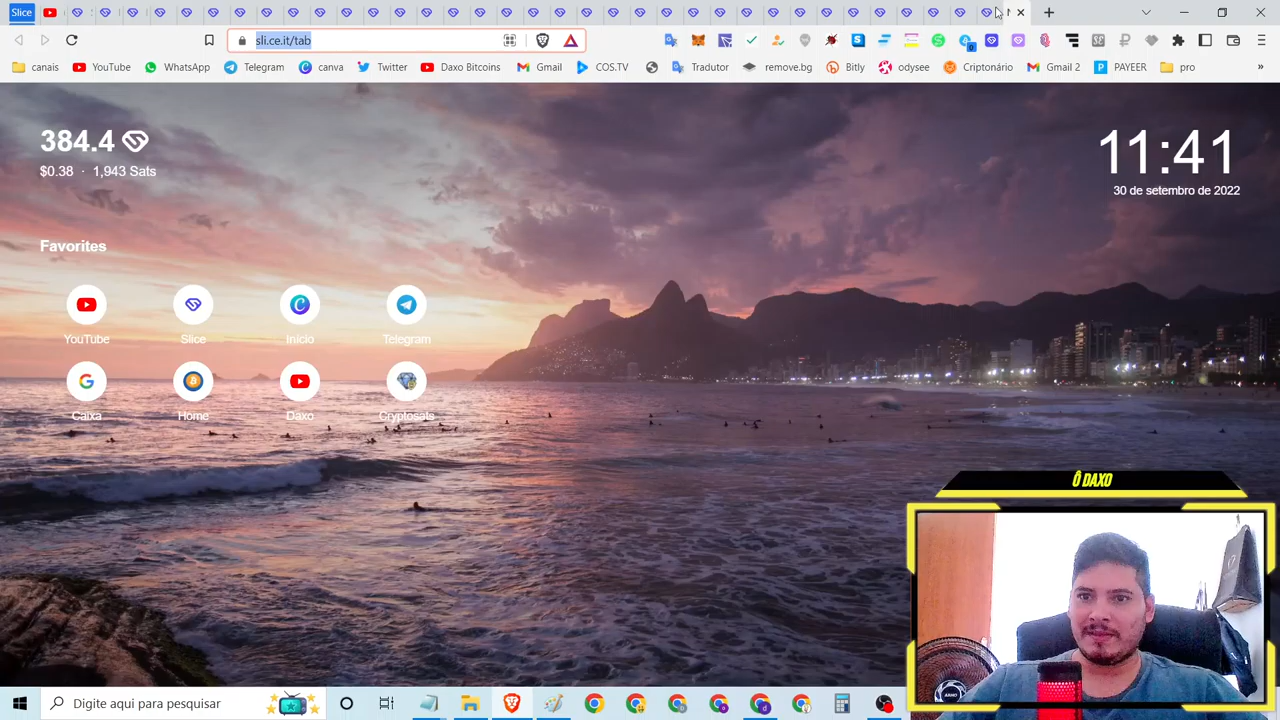 Slice
sli.ce.it/tab
canais YouTube WhatsApp Telegram canva Twitter Daxo Bitcoins Gmail COS.TV Tradutor remove.bg Bitly odysee Criptonário Gmail 2 PAYEER pro »
384.4
$0.38 · 1,943 Sats
11:41
30 de setembro de 2022
Favorites
YouTube Slice Início Telegram
Caixa Home Daxo Cryptosats
Ô DAXO
Digite aqui para pesquisar